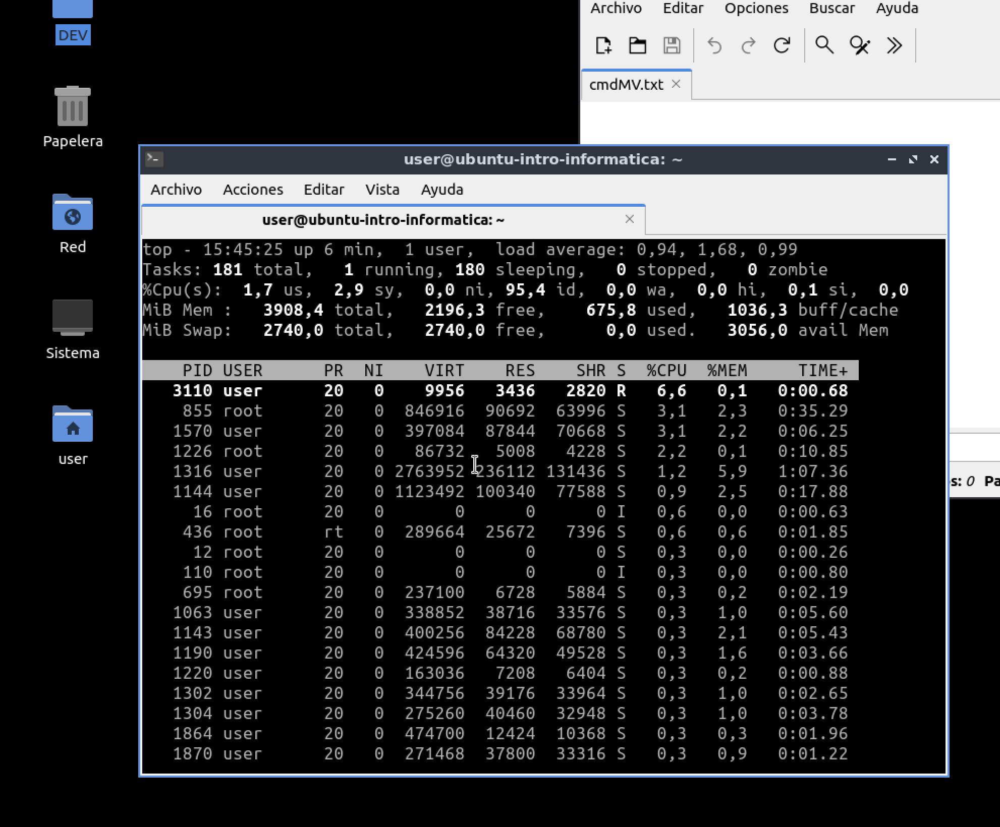 DEV
Papelera
Red
Sistema
user
Archivo Editar Opciones Buscar Ayuda
cmdMV.txt
user@ubuntu-intro-informatica: ~
Archivo Acciones Editar Vista Ayuda
user@ubuntu-intro-informatica: ~
top - 15:45:25 up 6 min, 1 user, load average: 0,94, 1,68, 0,99
Tasks: 181 total, 1 running, 180 sleeping, 0 stopped, 0 zombie
%Cpu(s): 1,7 us, 2,9 sy, 0,0 ni, 95,4 id, 0,0 wa, 0,0 hi, 0,1 si, 0,0
MiB Mem : 3908,4 total, 2196,3 free, 675,8 used, 1036,3 buff/cache
MiB Swap: 2740,0 total, 2740,0 free, 0,0 used. 3056,0 avail Mem
PID USER PR NI VIRT RES SHR S %CPU %MEM TIME+
3110 user 20 0 9956 3436 2820 R 6,6 0,1 0:00.68
855 root 20 0 846916 90692 63996 S 3,1 2,3 0:35.29
1570 user 20 0 397084 87844 70668 S 3,1 2,2 0:06.25
1226 root 20 0 86732 5008 4228 S 2,2 0,1 0:10.85
1316 user 20 0 2763952 236112 131436 S 1,2 5,9 1:07.36
1144 user 20 0 1123492 100340 77588 S 0,9 2,5 0:17.88
16 root 20 0 0 0 0 I 0,6 0,0 0:00.63
436 root rt 0 289664 25672 7396 S 0,6 0,6 0:01.85
12 root 20 0 0 0 0 S 0,3 0,0 0:00.26
110 root 20 0 0 0 0 I 0,3 0,0 0:00.80
695 root 20 0 237100 6728 5884 S 0,3 0,2 0:02.19
1063 user 20 0 338852 38716 33576 S 0,3 1,0 0:05.60
1143 user 20 0 400256 84228 68780 S 0,3 2,1 0:05.43
1190 user 20 0 424596 64320 49528 S 0,3 1,6 0:03.66
1220 user 20 0 163036 7208 6404 S 0,3 0,2 0:00.88
1302 user 20 0 344756 39176 33964 S 0,3 1,0 0:02.65
1304 user 20 0 275260 40460 32948 S 0,3 1,0 0:03.78
1864 user 20 0 474700 12424 10368 S 0,3 0,3 0:01.96
1870 user 20 0 271468 37800 33316 S 0,3 0,9 0:01.22
s: 0 Pa